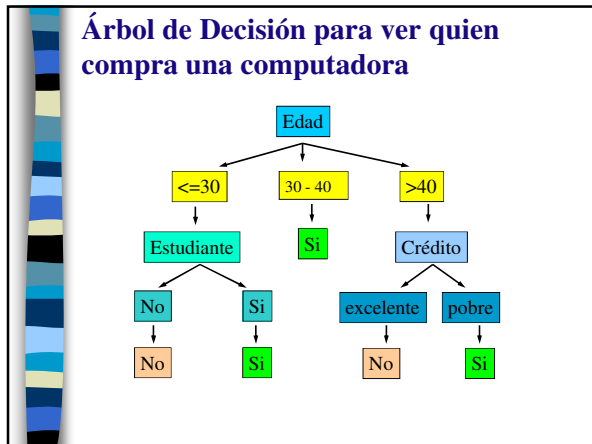 Árbol de Decisión para ver quien
compra una computadora
Edad
<=30 30 - 40 >40
Estudiante Si Crédito
No Si excelente pobre
No Si No Si